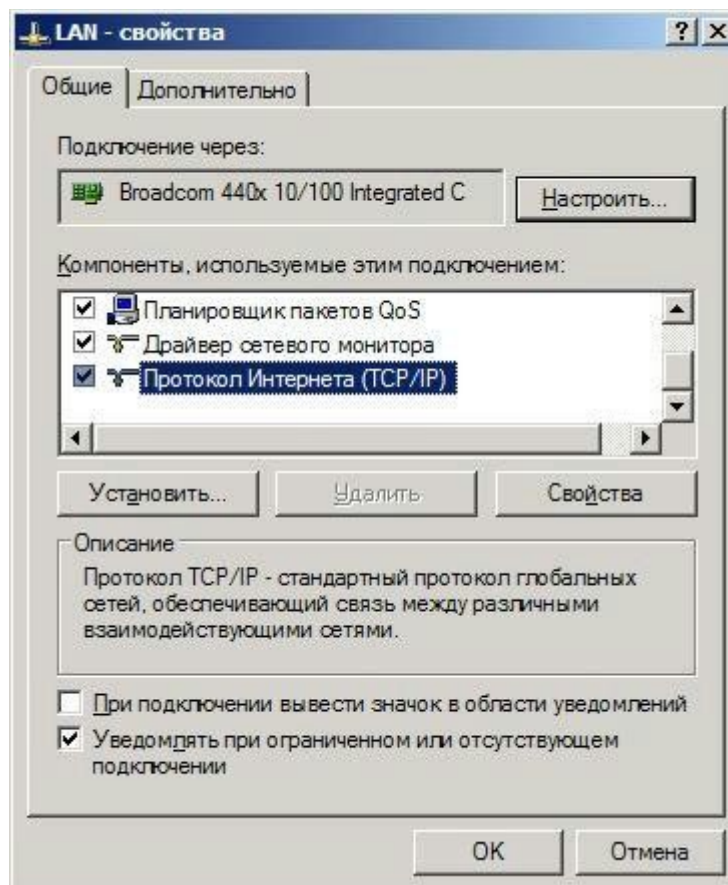 LAN - свойства
Общие
Дополнительно
Подключение через:
Broadcom 440x 10/100 Integrated C
Настроить...
Компоненты, используемые этим подключением:
Планировщик пакетов QoS
Драйвер сетевого монитора
Протокол Интернета (TCP/IP)
Установить...
Удалить
Свойства
Описание
Протокол TCP/IP - стандартный протокол глобальных
сетей, обеспечивающий связь между различными
взаимодействующими сетями.
При подключении вывести значок в области уведомлений
Уведомлять при ограниченном или отсутствующем
подключении
OK
Отмена